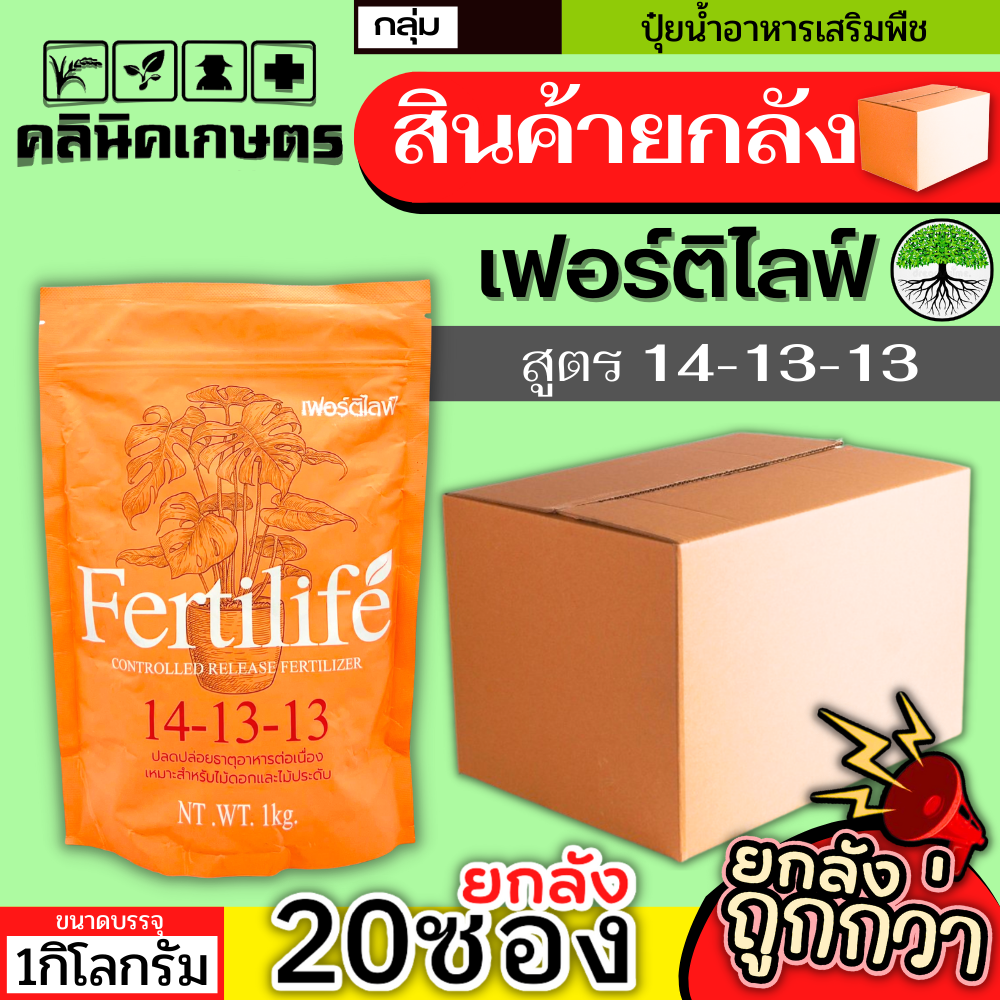 กลุ่ม
ปุ๋ยน้ำอาหารเสริมพืช
คลินิคเกษตร
สินค้ายกลัง
เฟอร์ติไลฟ์
สูตร 14-13-13
เฟอร์ติไลฟ์
Fertilife
CONTROLLED RELEASE FERTILIZER
14-13-13
ปลดปล่อยธาตุอาหารต่อเนื่อง
เหมาะสำหรับไม้ดอกและไม้ประดับ
NT .WT. 1kg.
ยกลัง
20ซอง
ขนาดบรรจุ
1กิโลกรัม
ยกลัง
ถูกกว่า